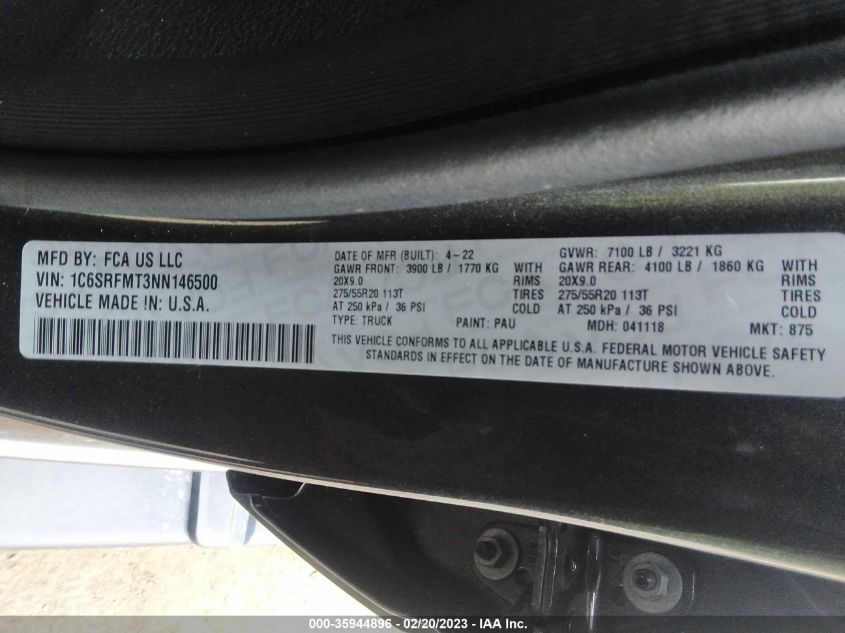 MFD BY: FCA US LLC
VIN: 1C6SRFMT3NN146500
VEHICLE MADE IN: U.S.A.
DATE OF MFR (BUILT): 4-22
GVWR: 7100 LB / 3221 KG
GAWR FRONT: 3900 LB / 1770 KG WITH
GAWR REAR: 4100 LB / 1860 KG WITH
20X9.0 RIMS
20X9.0 RIMS
275/55R20 113T TIRES
275/55R20 113T TIRES
AT 250 kPa / 36 PSI COLD
AT 250 kPa / 36 PSI COLD
TYPE: TRUCK PAINT: PAU MDH: 041118 MKT: 875
THIS VEHICLE CONFORMS TO ALL APPLICABLE U.S.A. FEDERAL MOTOR VEHICLE SAFETY
STANDARDS IN EFFECT ON THE DATE OF MANUFACTURE SHOWN ABOVE.
000-35944896 - 02/20/2023 - IAA Inc.